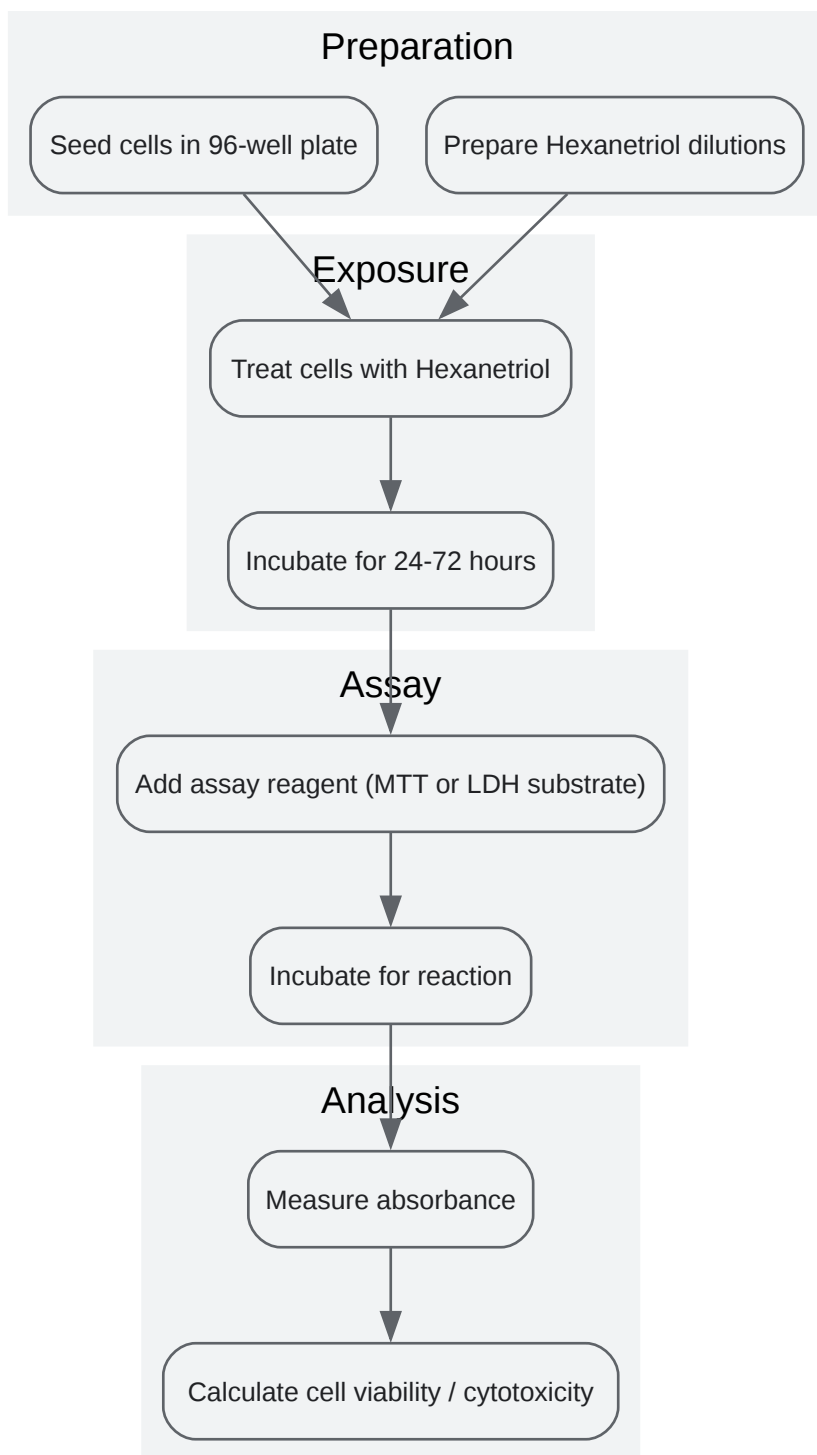 Preparation
Seed cells in 96-well plate
Prepare Hexanetriol dilutions
Exposure
Treat cells with Hexanetriol
Incubate for 24-72 hours
Assay
Add assay reagent (MTT or LDH substrate)
Incubate for reaction
Analysis
Measure absorbance
Calculate cell viability / cytotoxicity